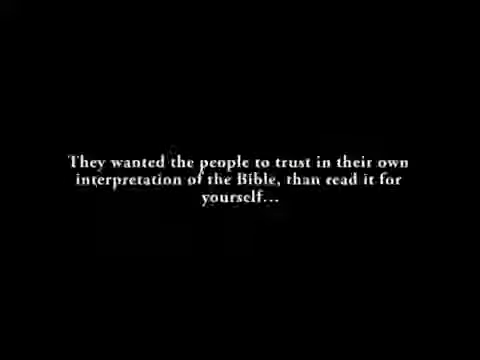 They wanted the people to trust in their own
interpretation of the Bible, than read it for
yourself...